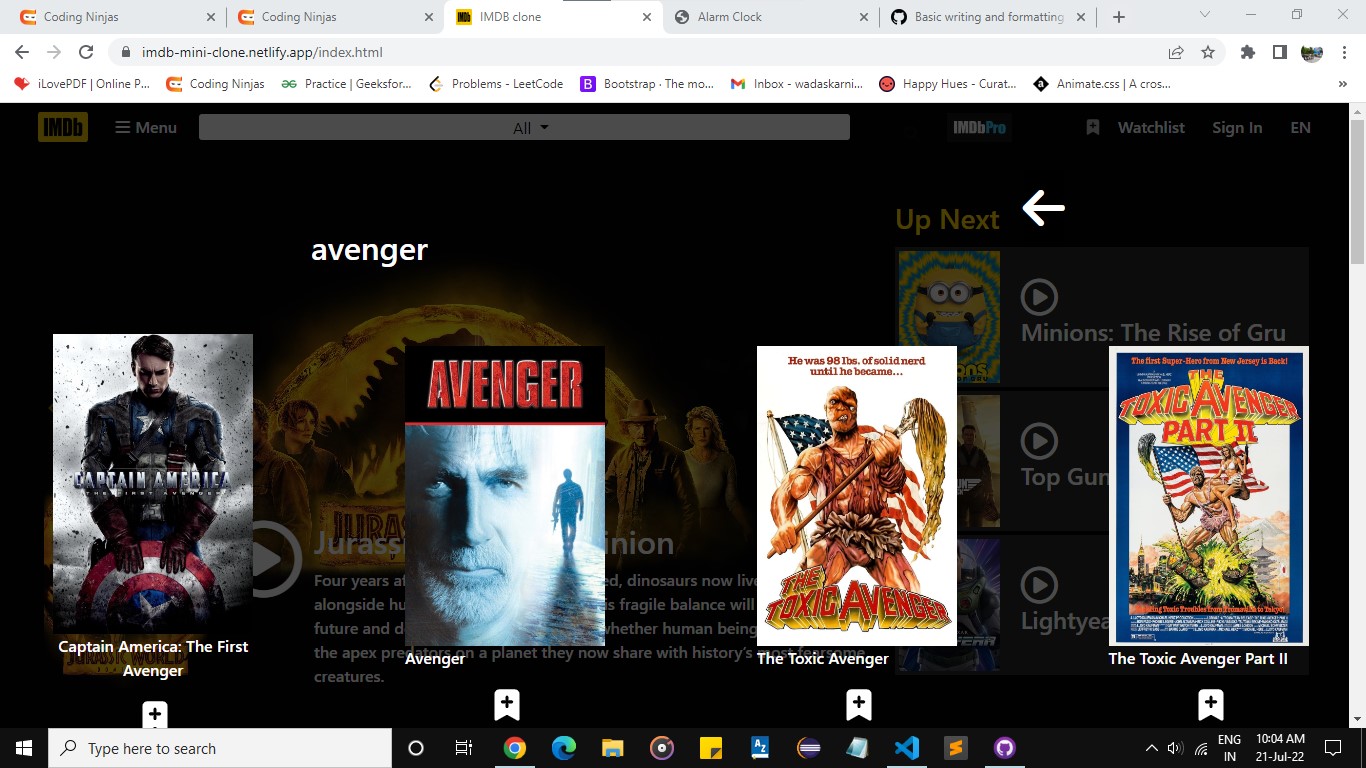 Coding Ninjas
Coding Ninjas
IMDB clone
Alarm Clock
Basic writing and formatting
imdb-mini-clone.netlify.app/index.html
iLovePDF | Online P...
Coding Ninjas
Practice | Geeksfor...
Problems - LeetCode
Bootstrap · The mo...
Inbox - wadaskarni...
Happy Hues - Curat...
Animate.css | A cros...
IMDb
Menu
All
IMDbPro
Watchlist
Sign In
EN
avenger
Up Next
Minions: The Rise of Gru
Top Gun
Lightyea
CAPTAIN AMERICA
THE FIRST AVENGER
Captain America: The First
Avenger
AVENGER
Avenger
He was 98 lbs. of solid nerd
until he became...
THE
TOXIC AVENGER
The Toxic Avenger
The first Super-Hero from New Jersey is Back!
THE
TOXIC AVENGER
PART II
The Toxic Avenger Part II
Jurass
inion
Four years af
ed, dinosaurs now live
alongside hu
is fragile balance will
future and d
whether human being
the apex predators on a planet they now share with history's most fearsome
creatures.
JURASSIC WORLD
Type here to search
ENG
IN
10:04 AM
21-Jul-22